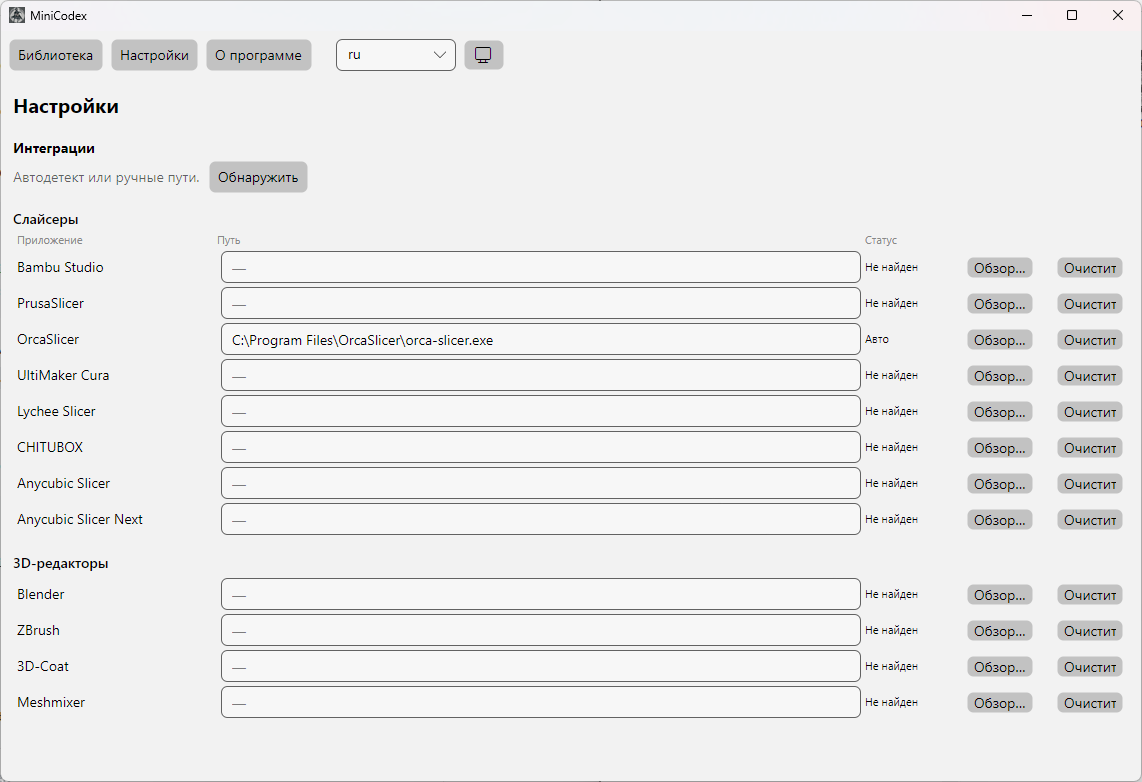 MiniCodex
Библиотека Настройки О программе ru
Настройки
Интеграции
Автодетект или ручные пути. Обнаружить
Слайсеры
Приложение Путь Статус
Bambu Studio — Не найден Обзор... Очистит
PrusaSlicer — Не найден Обзор... Очистит
OrcaSlicer C:\Program Files\OrcaSlicer\orca-slicer.exe Авто Обзор... Очистит
UltiMaker Cura — Не найден Обзор... Очистит
Lychee Slicer — Не найден Обзор... Очистит
CHITUBOX — Не найден Обзор... Очистит
Anycubic Slicer — Не найден Обзор... Очистит
Anycubic Slicer Next — Не найден Обзор... Очистит
3D-редакторы
Blender — Не найден Обзор... Очистит
ZBrush — Не найден Обзор... Очистит
3D-Coat — Не найден Обзор... Очистит
Meshmixer — Не найден Обзор... Очистит